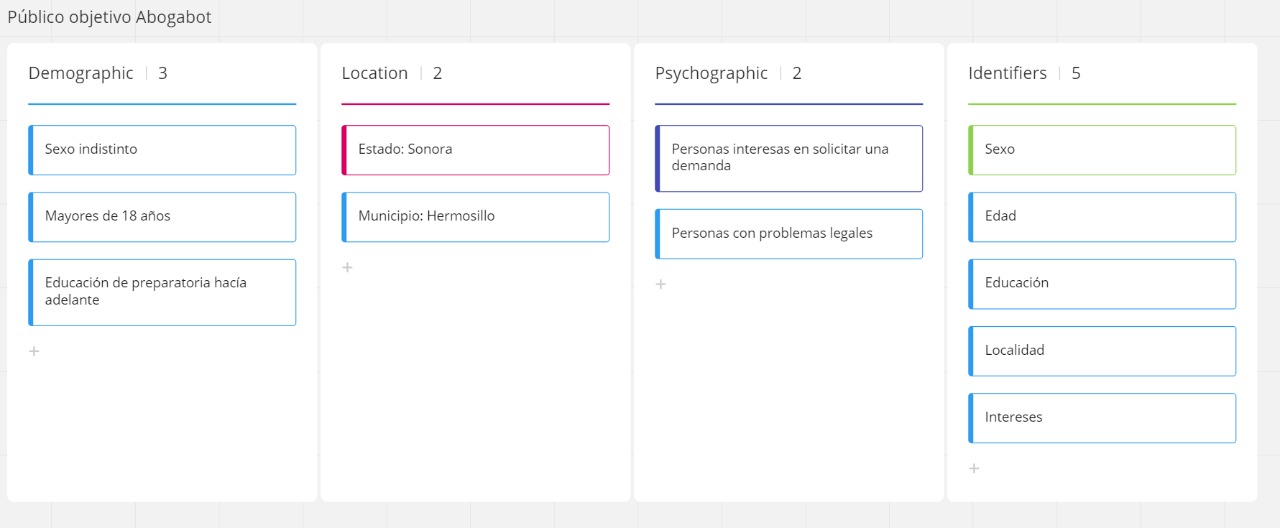 Público objetivo Abogabot
Demographic | 3
Sexo indistinto
Mayores de 18 años
Educación de preparatoria hacía
adelante
+
Location | 2
Estado: Sonora
Municipio: Hermosillo
+
Psychographic | 2
Personas interesas en solicitar una
demanda
Personas con problemas legales
+
Identifiers | 5
Sexo
Edad
Educación
Localidad
Intereses
+